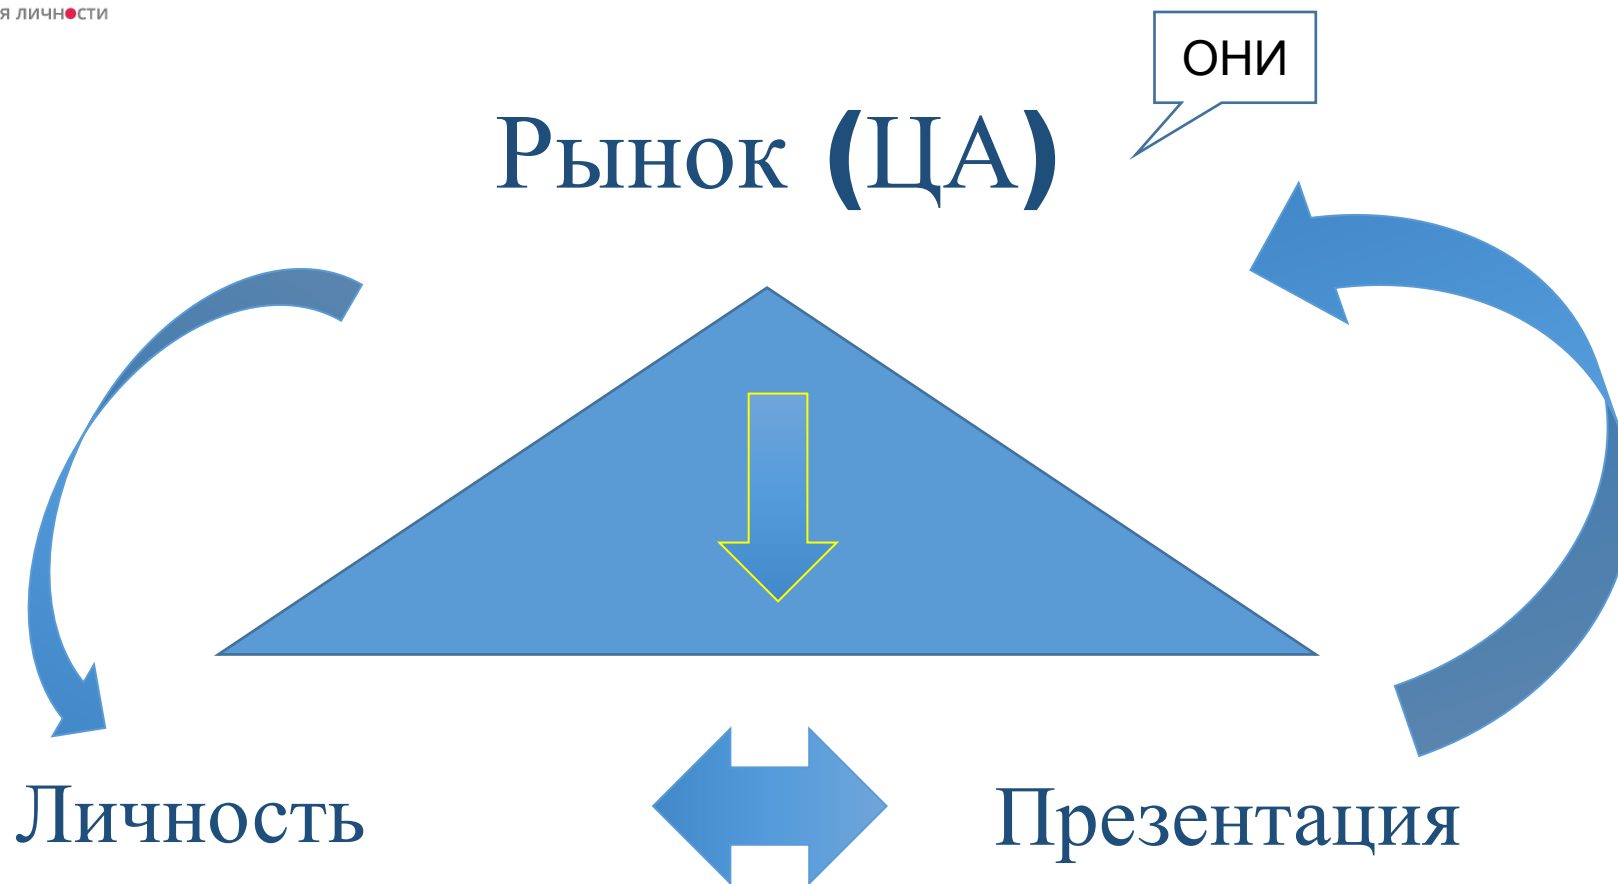 я личности
ОНИ
Рынок (ЦА)
Личность
Презентация